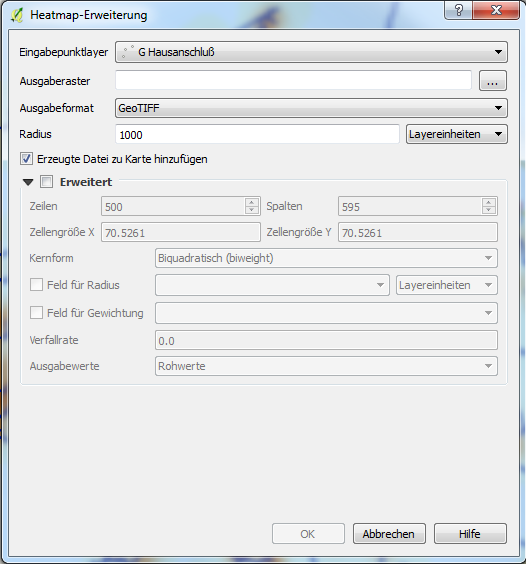 Heatmap-Erweiterung
Eingabepunktlayer G Hausanschluß
Ausgaberaster ...
Ausgabeformat GeoTIFF
Radius 1000 Layereinheiten
Erzeugte Datei zu Karte hinzufügen
Erweitert
Zeilen 500 Spalten 595
Zellengröße X 70.5261 Zellengröße Y 70.5261
Kernform Biquadratisch (biweight)
Feld für Radius Layereinheiten
Feld für Gewichtung
Verfallrate 0.0
Ausgabewerte Rohwerte
OK Abbrechen Hilfe